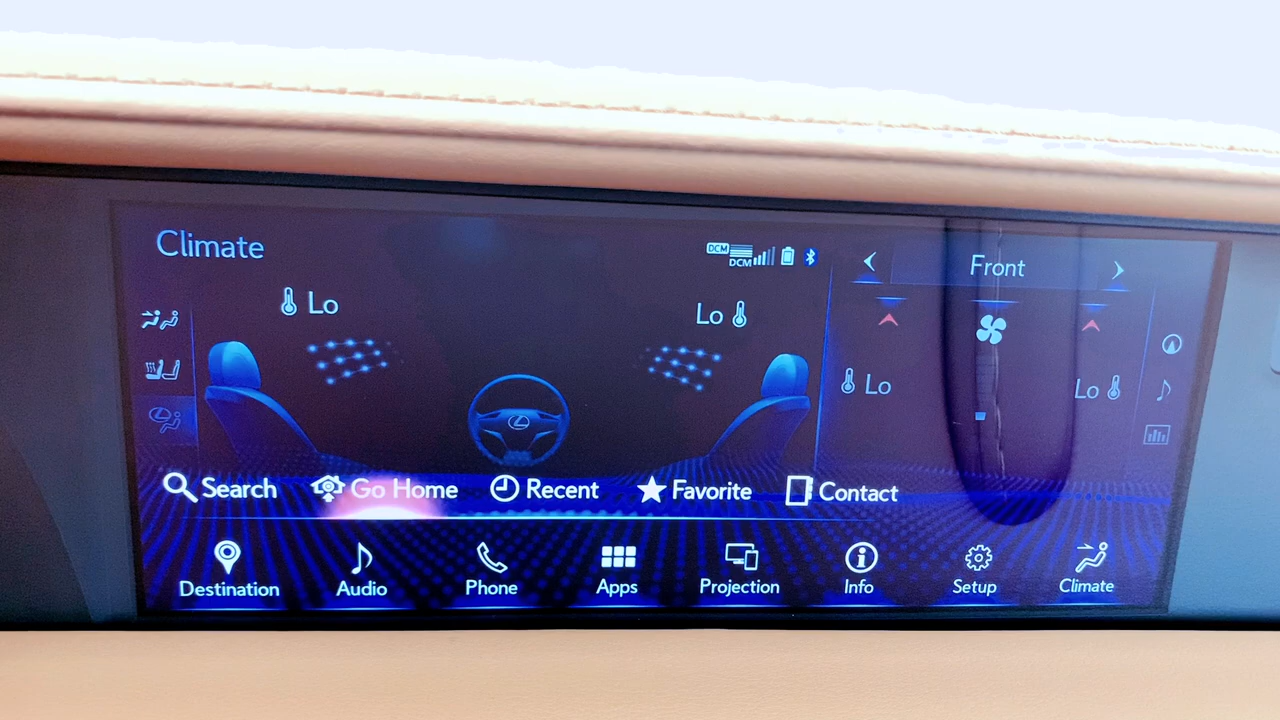 Climate
DCM
DCM
Front
Lo
Lo
Lo
Lo
Search Go Home Recent Favorite Contact
Destination Audio Phone Apps Projection Info Setup Climate